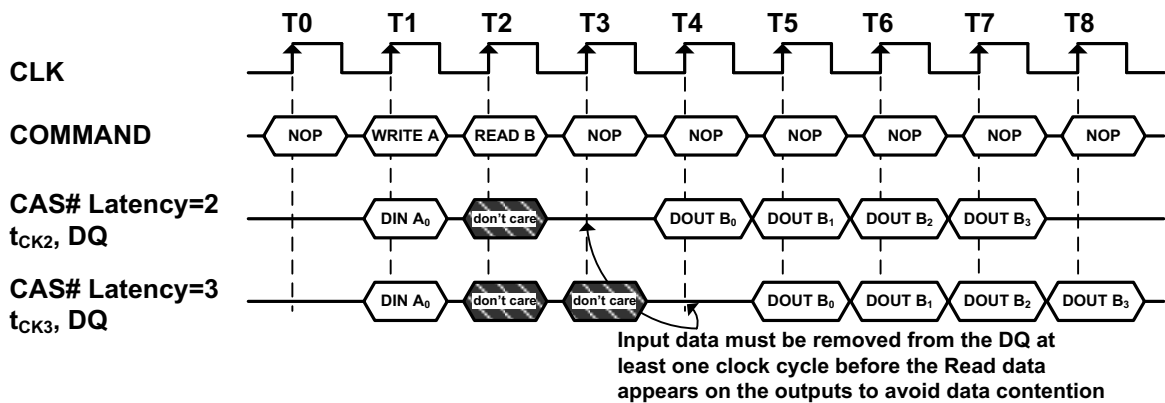 T0 T1 T2 T3 T4 T5 T6 T7 T8
CLK
COMMAND NOP WRITE A READ B NOP NOP NOP NOP NOP NOP
CAS# Latency=2
tCK2, DQ DIN A0 don't care DOUT B0 DOUT B1 DOUT B2 DOUT B3
CAS# Latency=3
tCK3, DQ DIN A0 don't care don't care DOUT B0 DOUT B1 DOUT B2 DOUT B3
Input data must be removed from the DQ at
least one clock cycle before the Read data
appears on the outputs to avoid data contention